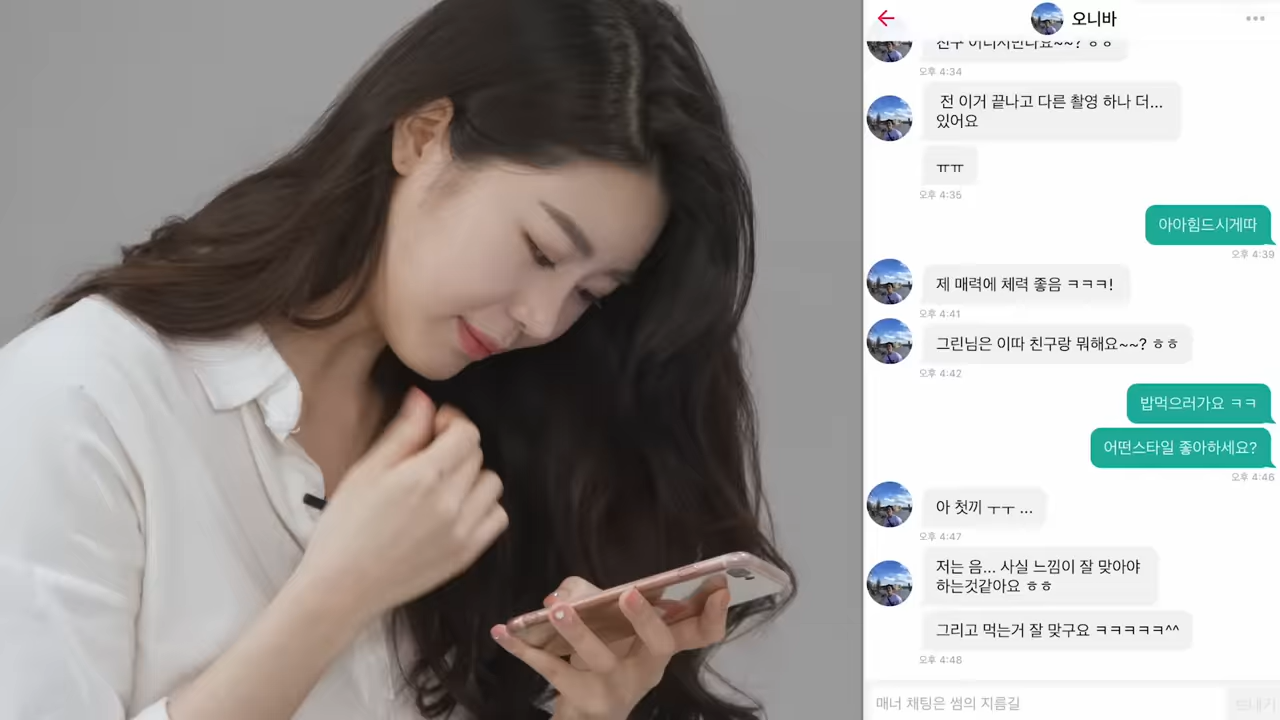 오니바
오후 4:34
전 이거 끝나고 다른 촬영 하나 더...
있어요
ㅠㅠ
오후 4:35
아아힘드시게따
오후 4:39
제 매력에 체력 좋음 ㅋㅋㅋ!
오후 4:41
그린님은 이따 친구랑 뭐해요~~? ㅎㅎ
오후 4:42
밥먹으러가요 ㅋㅋ
어떤스타일 좋아하세요?
오후 4:46
아 첫끼 ㅜㅜ ...
오후 4:47
저는 음... 사실 느낌이 잘 맞아야
하는것같아요 ㅎㅎ
그리고 먹는거 잘 맞구요 ㅋㅋㅋㅋㅋ^^
오후 4:48
매너 채팅은 썸의 지름길